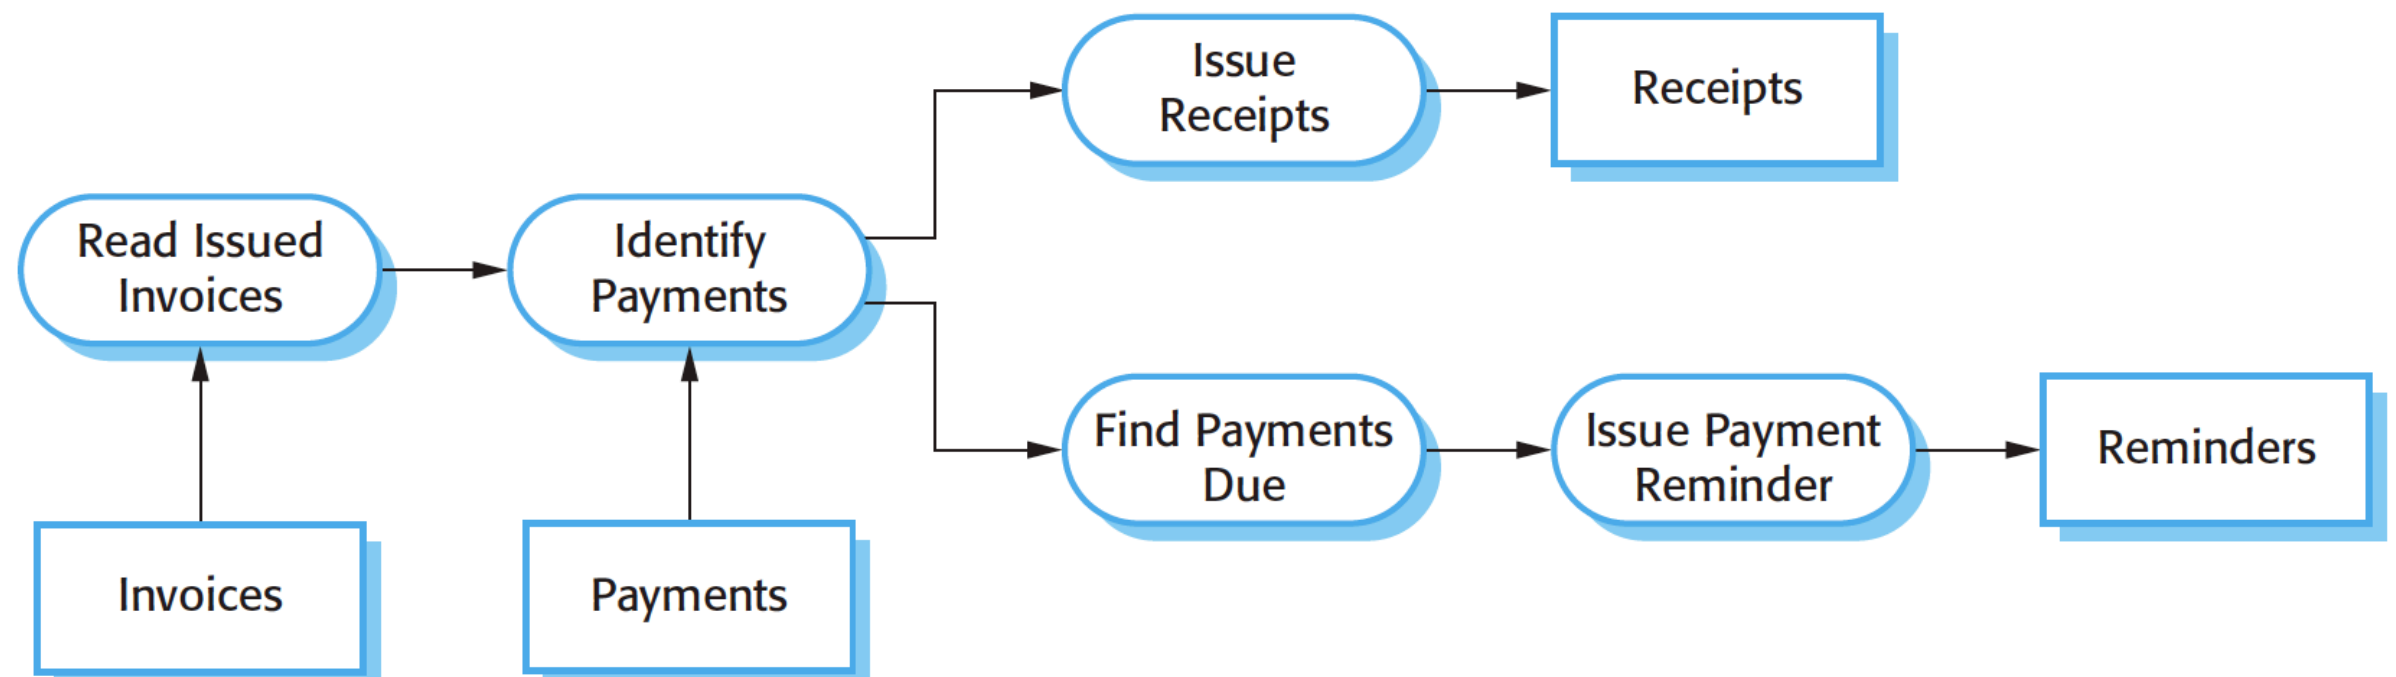 Issue
Receipts
Receipts
Read Issued
Invoices
Identify
Payments
Find Payments
Due
Issue Payment
Reminder
Reminders
Invoices
Payments